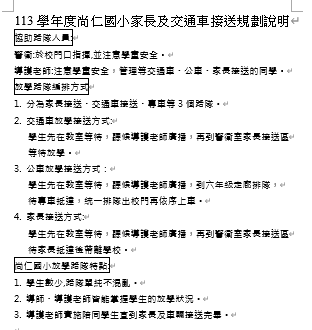 113 學年度尚仁國小家長及交通車接送規劃說明
協助路隊人員:
警衛:於校門口指揮,並注意學童安全。
導護老師:注意學童安全，管理等交通車、公車、家長接送的同學。
放學路隊編排方式
1. 分為家長接送、交通車接送、專車等 3 個路隊。
2. 交通車放學接送方式：
學生先在教室等待，聽候導護老師廣播，再到警衛室家長接送區
等待放學。
3. 公車放學接送方式：
學生先在教室等待，聽候導護老師廣播，到六年級走廊排隊，
待專車抵達，統一排隊出校門再依序上車。
4. 家長接送方式:
學生先在教室等待，聽候導護老師廣播，再到警衛室家長接送區
待家長抵達後帶離學校。
尚仁國小放學路隊特點:
1. 學生數少,路隊單純不混亂。
2. 導師、導護老師皆能掌握學生的放學狀況。
3. 導護老師實施陪同學生直到家長及車輛接送完畢。